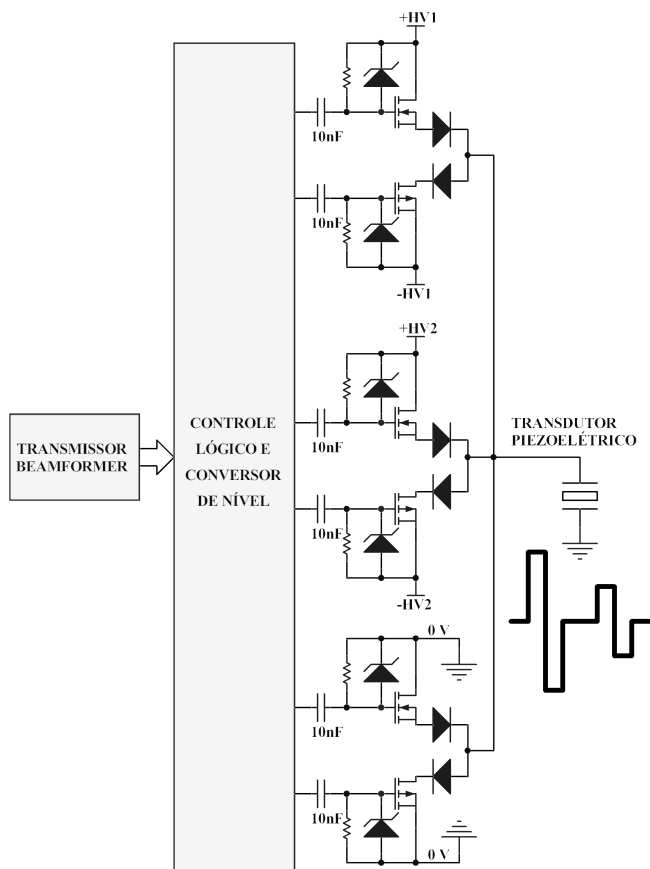 +HV1
10nF
10nF
-HV1
+HV2
10nF
TRANSMISSOR
BEAMFORMER
CONTROLE
LÓGICO E
CONVERSOR
DE NÍVEL
TRANSDUTOR
PIEZOELÉTRICO
10nF
-HV2
0 V
10nF
10nF
0 V